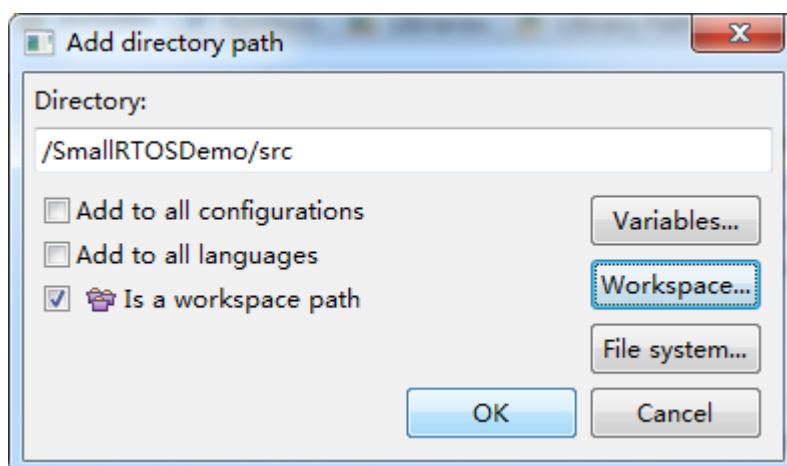 Add directory path
Directory:
/SmallRTOSDemo/src
Add to all configurations
Variables...
Add to all languages
Workspace...
Is a workspace path
File system...
OK
Cancel